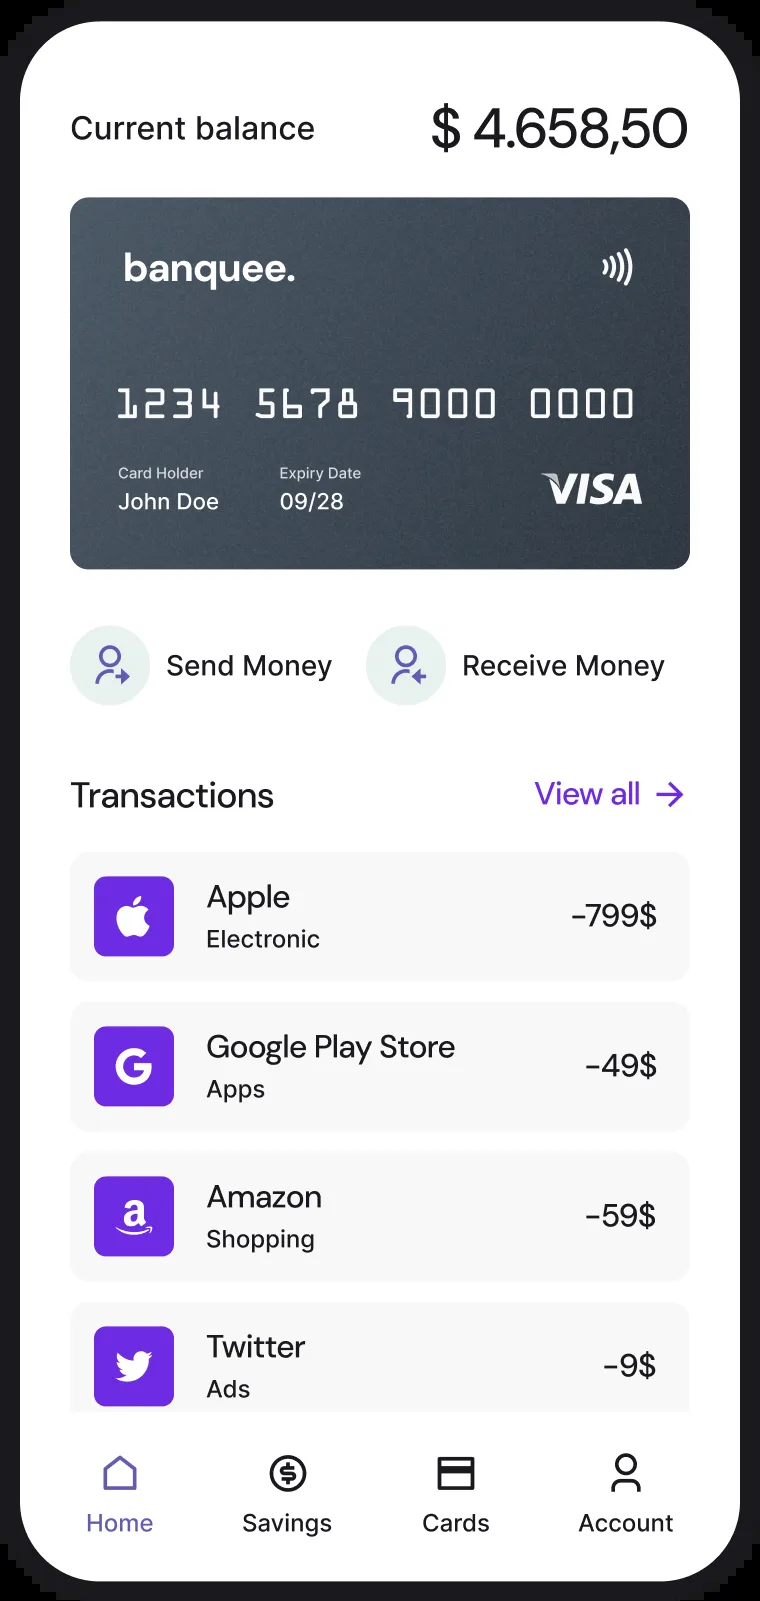 Current balance
$ 4.658,50
banquee.
1234 5678 9000 0000
Card Holder
Expiry Date
John Doe
09/28
VISA
Send Money
Receive Money
Transactions
View all
Apple
Electronic
-799$
Google Play Store
Apps
-49$
Amazon
Shopping
-59$
Twitter
Ads
-9$
Home
Savings
Cards
Account